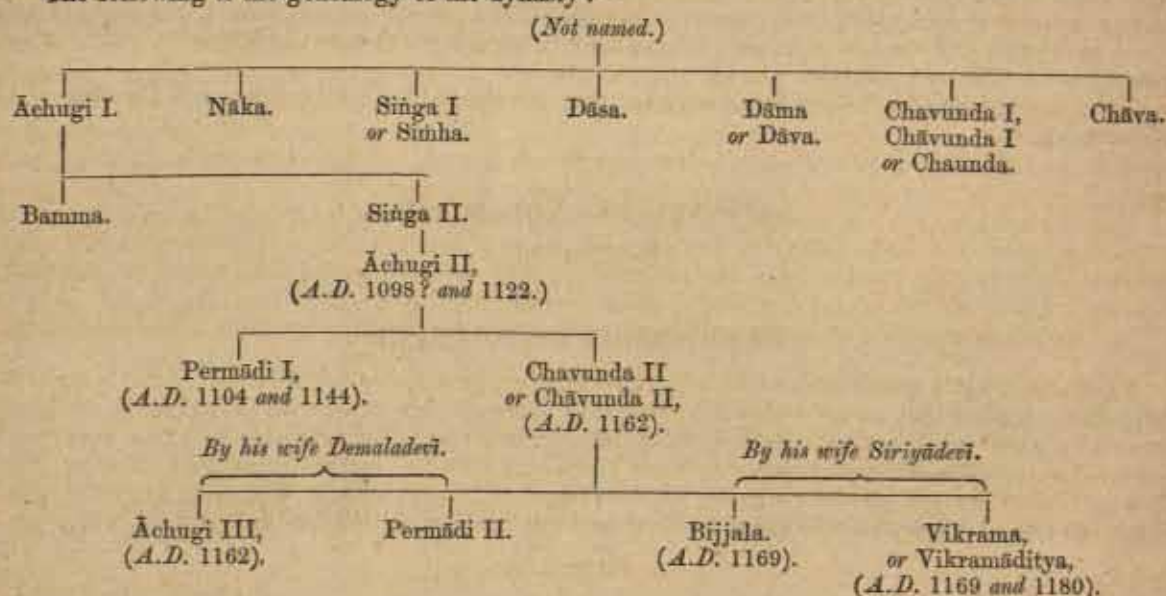 (Not named.)
Āchugi I. Nāka. Siṅga I Dāsa. Dāma Chavunda I, Chāva.
or Siṁha. or Dāva. Chāvunda I
or Chaunda.
Bamma. Siṅga II.
Āchugi II,
(A.D. 1098? and 1122.)
Permādi I, Chavunda II
(A.D. 1104 and 1144). or Chāvunda II,
(A.D. 1162).
By his wife Demaladevī. By his wife Siriyādevī.
Āchugi III, Permādi II. Bijjala. Vikrama,
(A.D. 1162). (A.D. 1169). or Vikramāditya,
(A.D. 1169 and 1180).